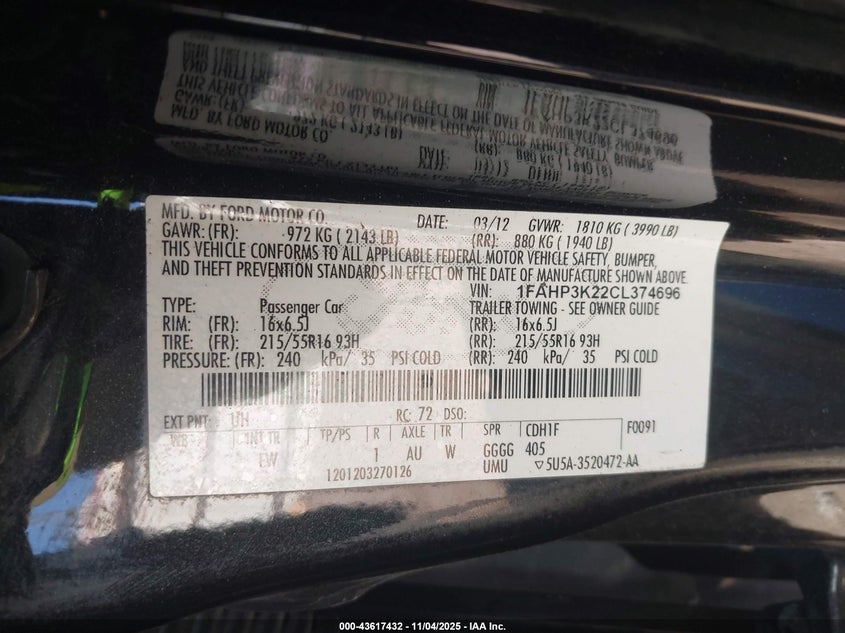 MFD. BY FORD MOTOR CO. DATE: 03/12 GVWR: 1810 KG ( 3990 LB)
GAWR: (FR): 972 KG ( 2143 LB) (RR): 880 KG ( 1940 LB)
THIS VEHICLE CONFORMS TO ALL APPLICABLE FEDERAL MOTOR VEHICLE SAFETY, BUMPER,
AND THEFT PREVENTION STANDARDS IN EFFECT ON THE DATE OF MANUFACTURE SHOWN ABOVE.
VIN: 1FAHP3K22CL374696
TYPE: Passenger Car TRAILER TOWING - SEE OWNER GUIDE
RIM: (FR): 16x6.5J (RR): 16x6.5J
TIRE: (FR): 215/55R16 93H (RR): 215/55R16 93H
PRESSURE: (FR): 240 kPa/ 35 PSI COLD (RR): 240 kPa/ 35 PSI COLD
EXT PNT: UH RC: 72 DSO: F0091
WB INT TR TP/PS R AXLE TR SPR CDH1F
EW 1 AU W GGGG 405
1201203270126 UMU ▽5U5A-3520472-AA
000-43617432 - 11/04/2025 - IAA Inc.